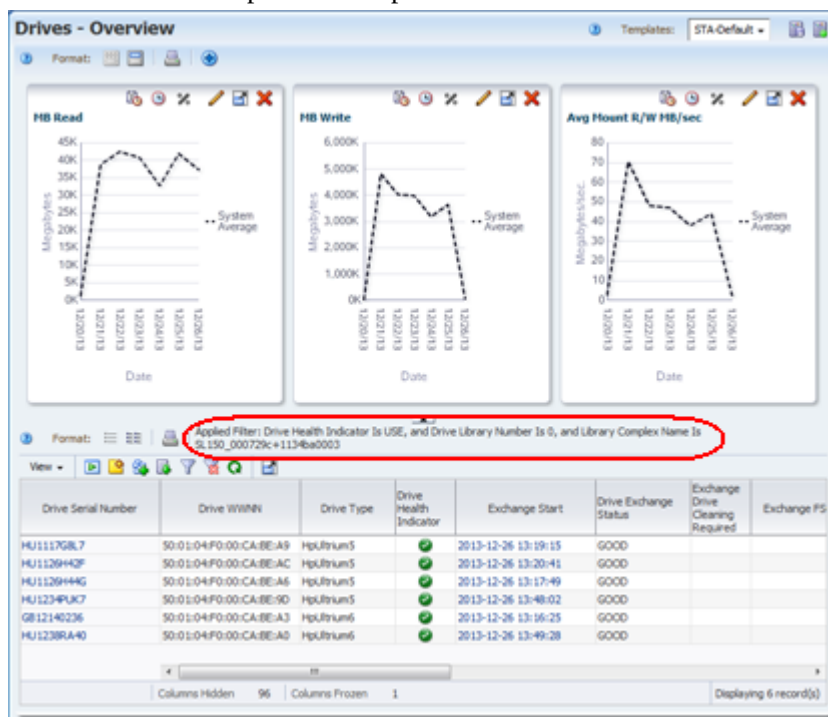 Drives - Overview
Templates: STA-Default
Format:
MB Read
45K
40K
35K
30K
25K
20K
15K
10K
5K
0K
Megabytes
System
Average
12/20/13
12/21/13
12/22/13
12/23/13
12/24/13
12/25/13
12/26/13
Date
MB Write
6,000K
5,000K
4,000K
3,000K
2,000K
1,000K
0K
Megabytes
System
Average
12/20/13
12/21/13
12/22/13
12/23/13
12/24/13
12/25/13
12/26/13
Date
Avg Mount R/W MB/sec
80
70
60
50
40
30
20
10
0
Megabytes/sec.
System
Average
12/20/13
12/21/13
12/22/13
12/23/13
12/24/13
12/25/13
12/26/13
Date
Format:
Applied Filter: Drive Health Indicator Is USE, and Drive Library Number Is 0, and Library Complex Name Is
SL150_000729c+1134ba0003
View
Drive Serial Number Drive WWNN Drive Type Drive Health Indicator Exchange Start Drive Exchange Status Exchange Drive Cleaning Required Exchange FS
HU1117G8L7 50:01:04:F0:00:CA:BE:A9 HpUltrium5 2013-12-26 13:19:15 GOOD
HU1126H42F 50:01:04:F0:00:CA:BE:AC HpUltrium5 2013-12-26 13:20:41 GOOD
HU1126H44G 50:01:04:F0:00:CA:BE:A6 HpUltrium5 2013-12-26 13:17:49 GOOD
HU1234PUK7 50:01:04:F0:00:CA:BE:9D HpUltrium5 2013-12-26 13:48:02 GOOD
GB12140236 50:01:04:F0:00:CA:BE:A3 HpUltrium6 2013-12-26 13:16:25 GOOD
HU1238RA40 50:01:04:F0:00:CA:BE:A0 HpUltrium6 2013-12-26 13:49:28 GOOD
Columns Hidden 96 Columns Frozen 1 Displaying 6 record(s)